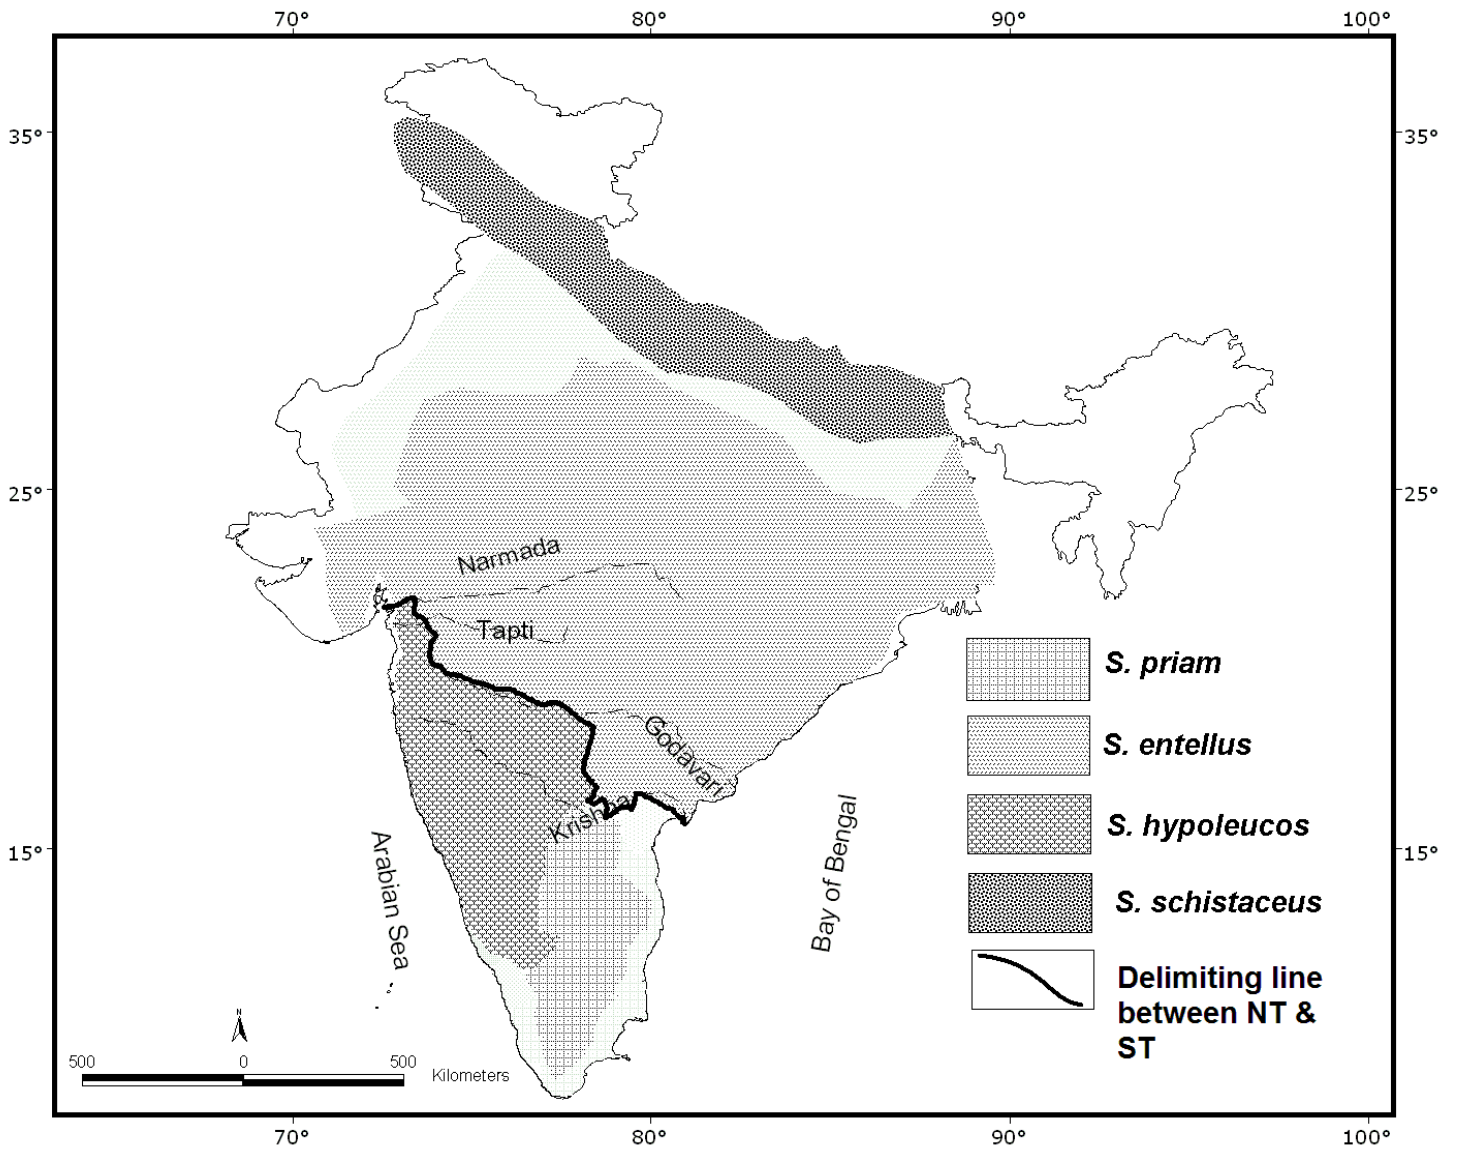 70° 80° 90° 100°
35° 35°
25° 25°
15° 15°
Narmada
Tapti
Godavari
Krishna
Arabian Sea
Bay of Bengal
S. priam
S. entellus
S. hypoleucos
S. schistaceus
Delimiting line
between NT &
ST
N
500 0 500
Kilometers
70° 80° 90° 100°